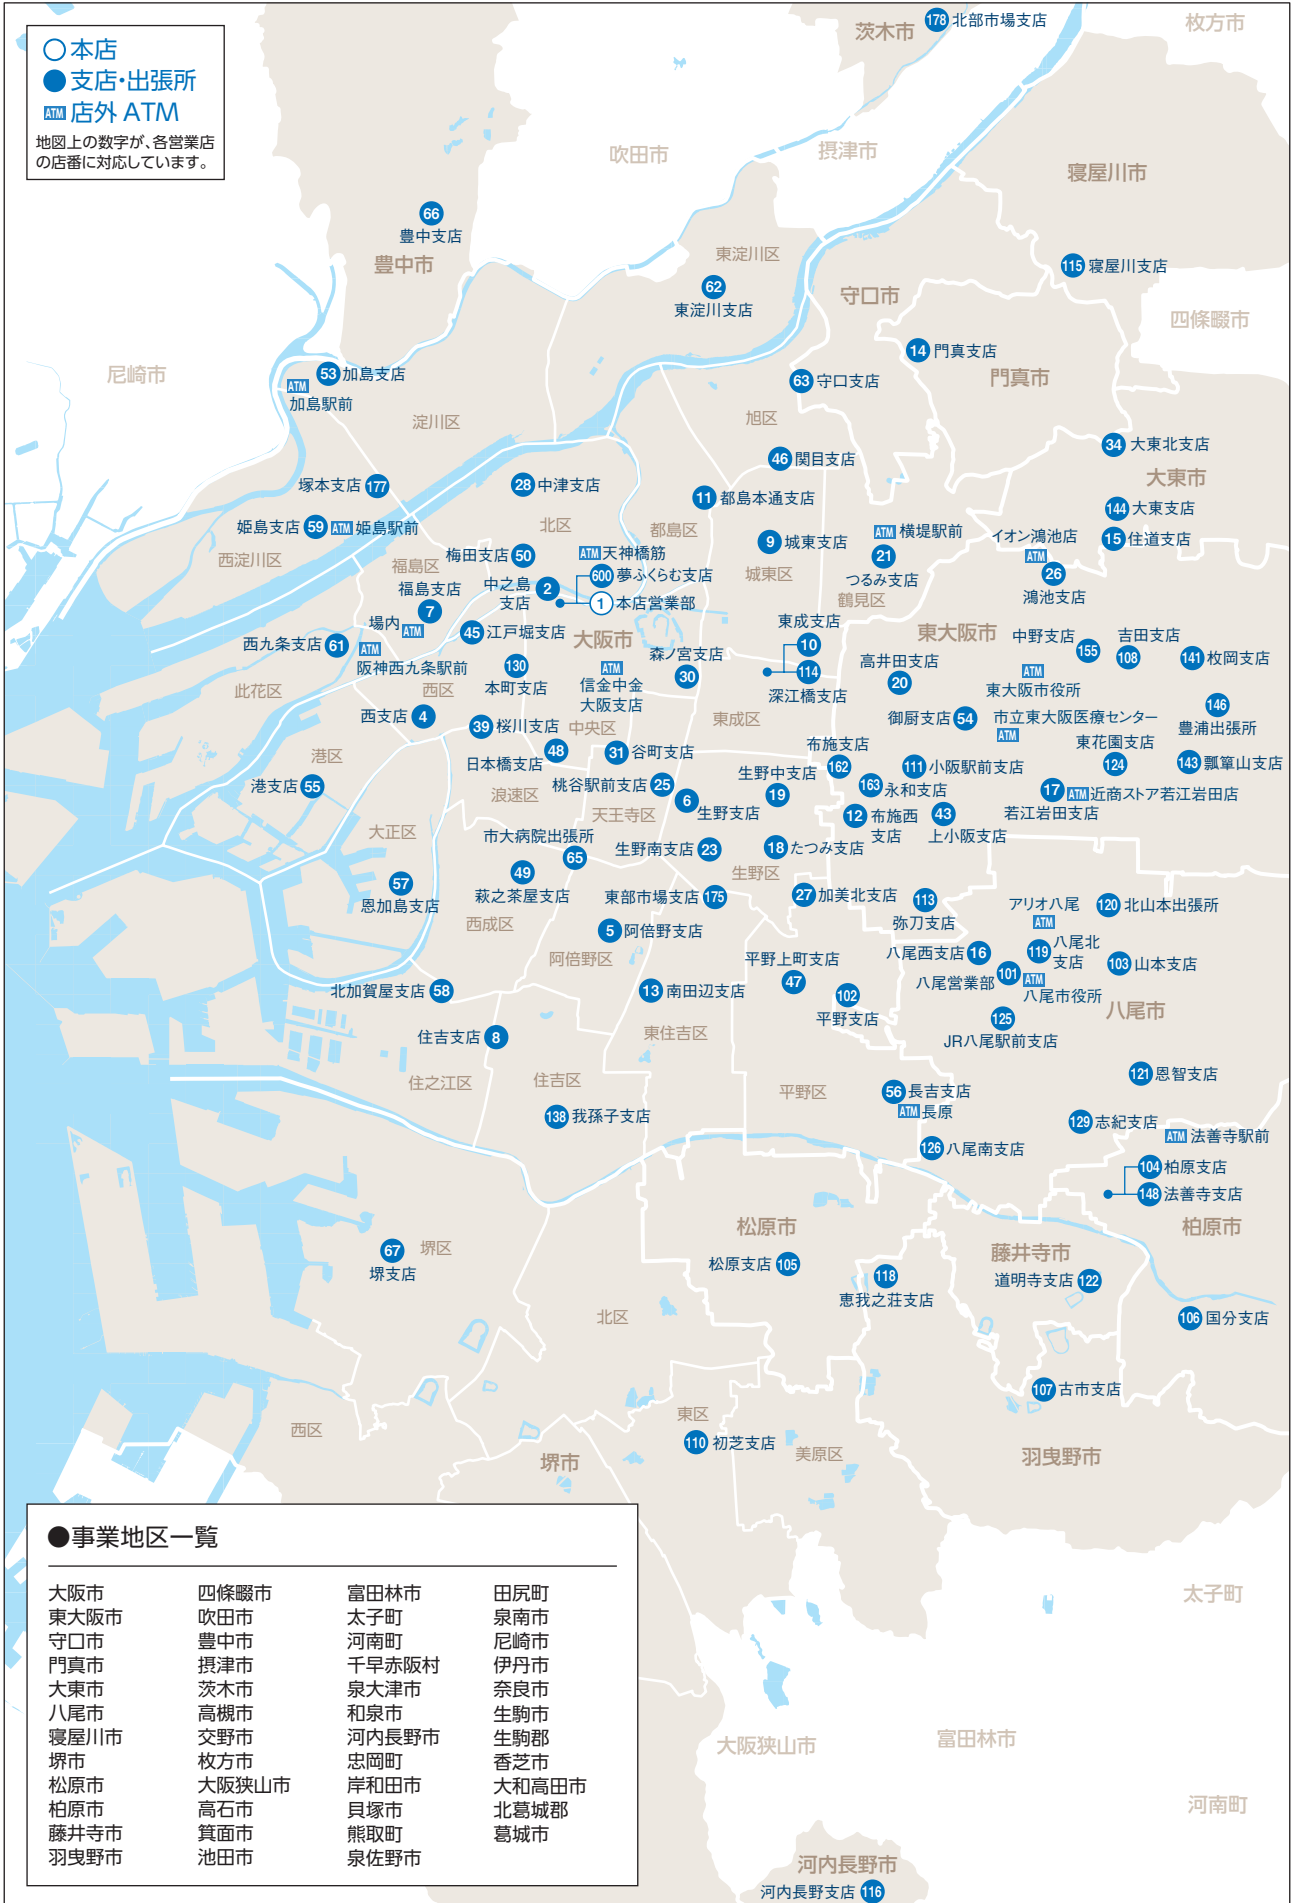 本店
支店・出張所
ATM 店外 ATM
地図上の数字が、各営業店
の店番に対応しています。
茨木市
178 北部市場支店
枚方市
吹田市
摂津市
寝屋川市
66
豊中支店
豊中市
東淀川区
62
東淀川支店
守口市
115 寝屋川支店
四條畷市
尼崎市
53 加島支店
ATM
加島駅前
14 門真支店
門真市
63 守口支店
淀川区
旭区
34 大東北支店
大東市
46 関目支店
塚本支店 177
28 中津支店
11 都島本通支店
144 大東支店
姫島支店 59 ATM 姫島駅前
北区
都島区
9 城東支店
ATM 横堤駅前
21
つるみ支店
イオン鴻池店
ATM
26
鴻池支店
15 住道支店
西淀川区
福島区
梅田支店 50
ATM 天神橋筋
600 夢ふくらむ支店
中之島
支店
2
1 本店営業部
城東区
鶴見区
福島支店
7
場内
ATM
45 江戸堀支店
大阪市
東成支店
10
114
深江橋支店
東大阪市
中野支店
155
吉田支店
108
141 枚岡支店
西九条支店 61
ATM
阪神西九条駅前
130
本町支店
ATM
信金中金
大阪支店
森ノ宮支店
30
高井田支店
20
ATM
東大阪市役所
此花区
西区
146
豊浦出張所
西支店 4
39 桜川支店
中央区
東成区
御厨支店 54
市立東大阪医療センター
ATM
東花園支店
124
日本橋支店
48
31 谷町支店
布施支店
162
111 小阪駅前支店
143 瓢箪山支店
港区
港支店 55
浪速区
桃谷駅前支店 25
生野中支店
19
163 永和支店
17 ATM 近商ストア若江岩田店
若江岩田支店
天王寺区
6
生野支店
12 布施西
支店
43
上小阪支店
大正区
市大病院出張所
65
生野南支店 23
18 たつみ支店
生野区
57
恩加島支店
49
萩之茶屋支店
東部市場支店 175
27 加美北支店
113
弥刀支店
アリオ八尾
ATM
120 北山本出張所
西成区
5 阿倍野支店
阿倍野区
平野上町支店
47
八尾西支店 16
119 八尾北
支店
103 山本支店
北加賀屋支店 58
13 南田辺支店
102
平野支店
八尾営業部 101 ATM
八尾市役所
八尾市
125
JR八尾駅前支店
住吉支店 8
東住吉区
住之江区
住吉区
平野区
121 恩智支店
56 長吉支店
ATM 長原
138 我孫子支店
129 志紀支店
ATM 法善寺駅前
126 八尾南支店
104 柏原支店
148 法善寺支店
松原市
柏原市
67
堺支店
堺区
松原支店 105
118
恵我之荘支店
藤井寺市
道明寺支店 122
北区
106 国分支店
107 古市支店
西区
東区
110 初芝支店
美原区
堺市
羽曳野市
●事業地区一覧
大阪市 四條畷市 富田林市 田尻町
東大阪市 吹田市 太子町 泉南市
守口市 豊中市 河南町 尼崎市
門真市 摂津市 千早赤阪村 伊丹市
大東市 茨木市 泉大津市 奈良市
八尾市 高槻市 和泉市 生駒市
寝屋川市 交野市 河内長野市 生駒郡
堺市 枚方市 忠岡町 香芝市
松原市 大阪狭山市 岸和田市 大和高田市
柏原市 高石市 貝塚市 北葛城郡
藤井寺市 箕面市 熊取町 葛城市
羽曳野市 池田市 泉佐野市
太子町
大阪狭山市
富田林市
河南町
河内長野市
河内長野支店 116